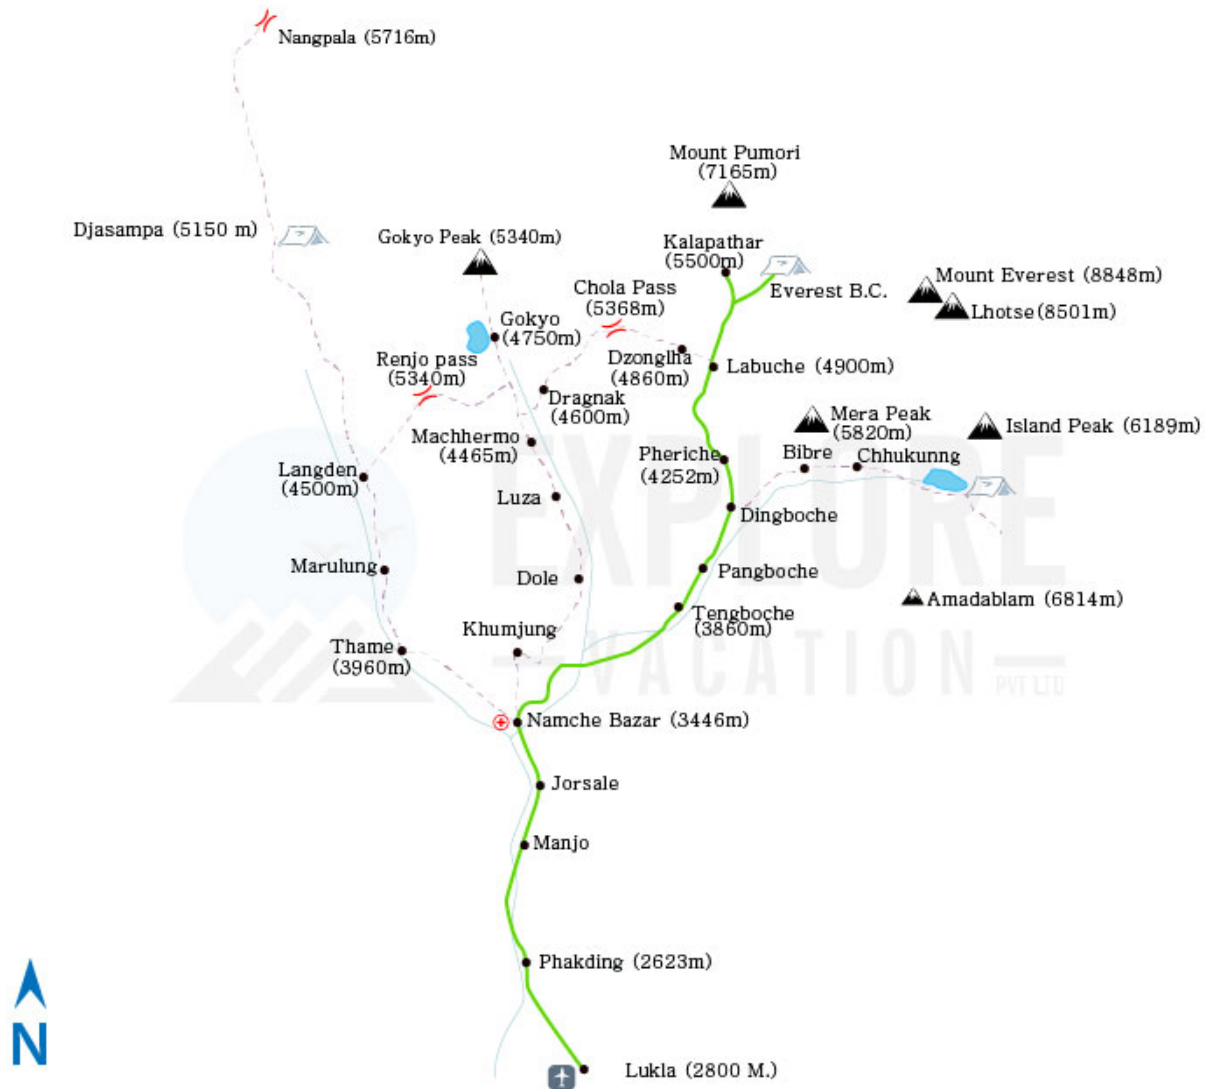 Nangpala (5716m)
Mount Pumori
(7165m)
Djasampa (5150 m)
Gokyo Peak (5340m)
Kalapathar
(5500m)
Everest B.C.
Mount Everest (8848m)
Lhotse(8501m)
Chola Pass
(5368m)
Gokyo
(4750m)
Renjo pass
(5340m)
Dzonglha
(4860m)
Labuche (4900m)
Dragnak
(4600m)
Mera Peak
(5820m)
Island Peak (6189m)
Machhermo
(4465m)
Pheriche
(4252m)
Bibre
Chhukunng
Langden
(4500m)
Luza
Dingboche
EXPLORE
Marulung
Dole
Pangboche
Amadablam (6814m)
Tengboche
(3860m)
Khumjung
Thame
(3960m)
VACATION
PVT LTD
Namche Bazar (3446m)
Jorsale
Manjo
Phakding (2623m)
N
Lukla (2800 M.)